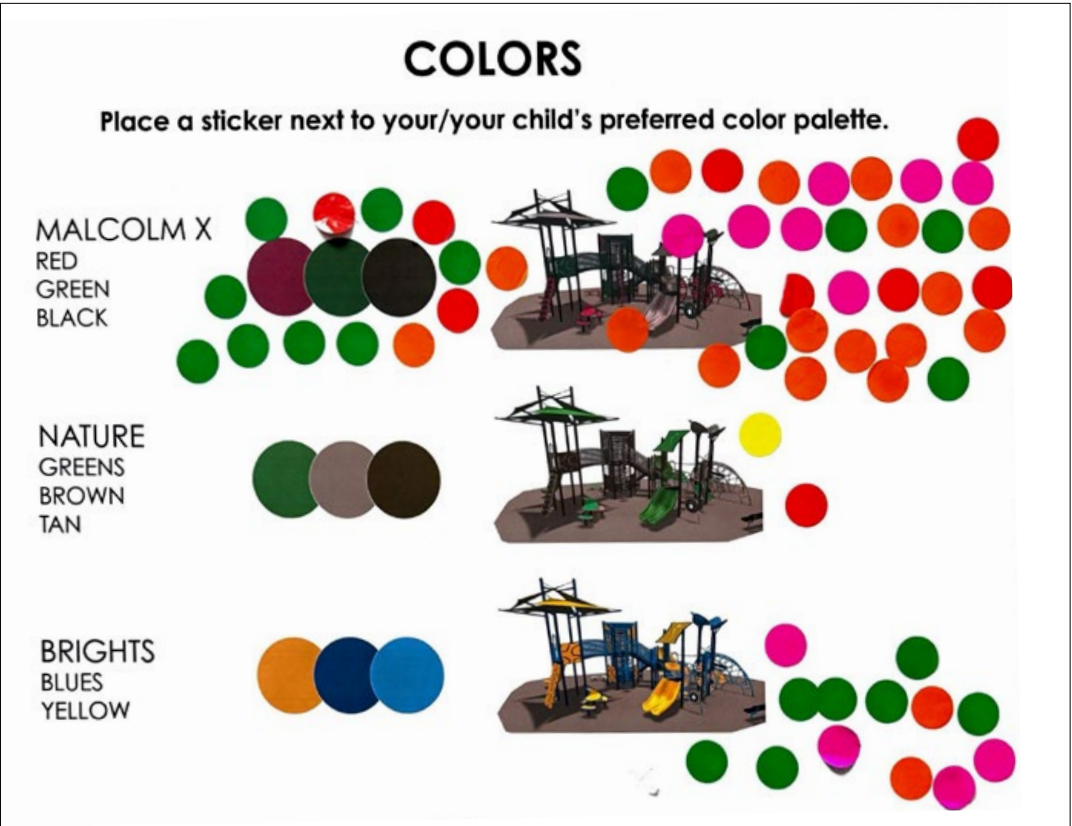 COLORS
Place a sticker next to your/your child's preferred color palette.
MALCOLM X
RED
GREEN
BLACK
NATURE
GREENS
BROWN
TAN
BRIGHTS
BLUES
YELLOW